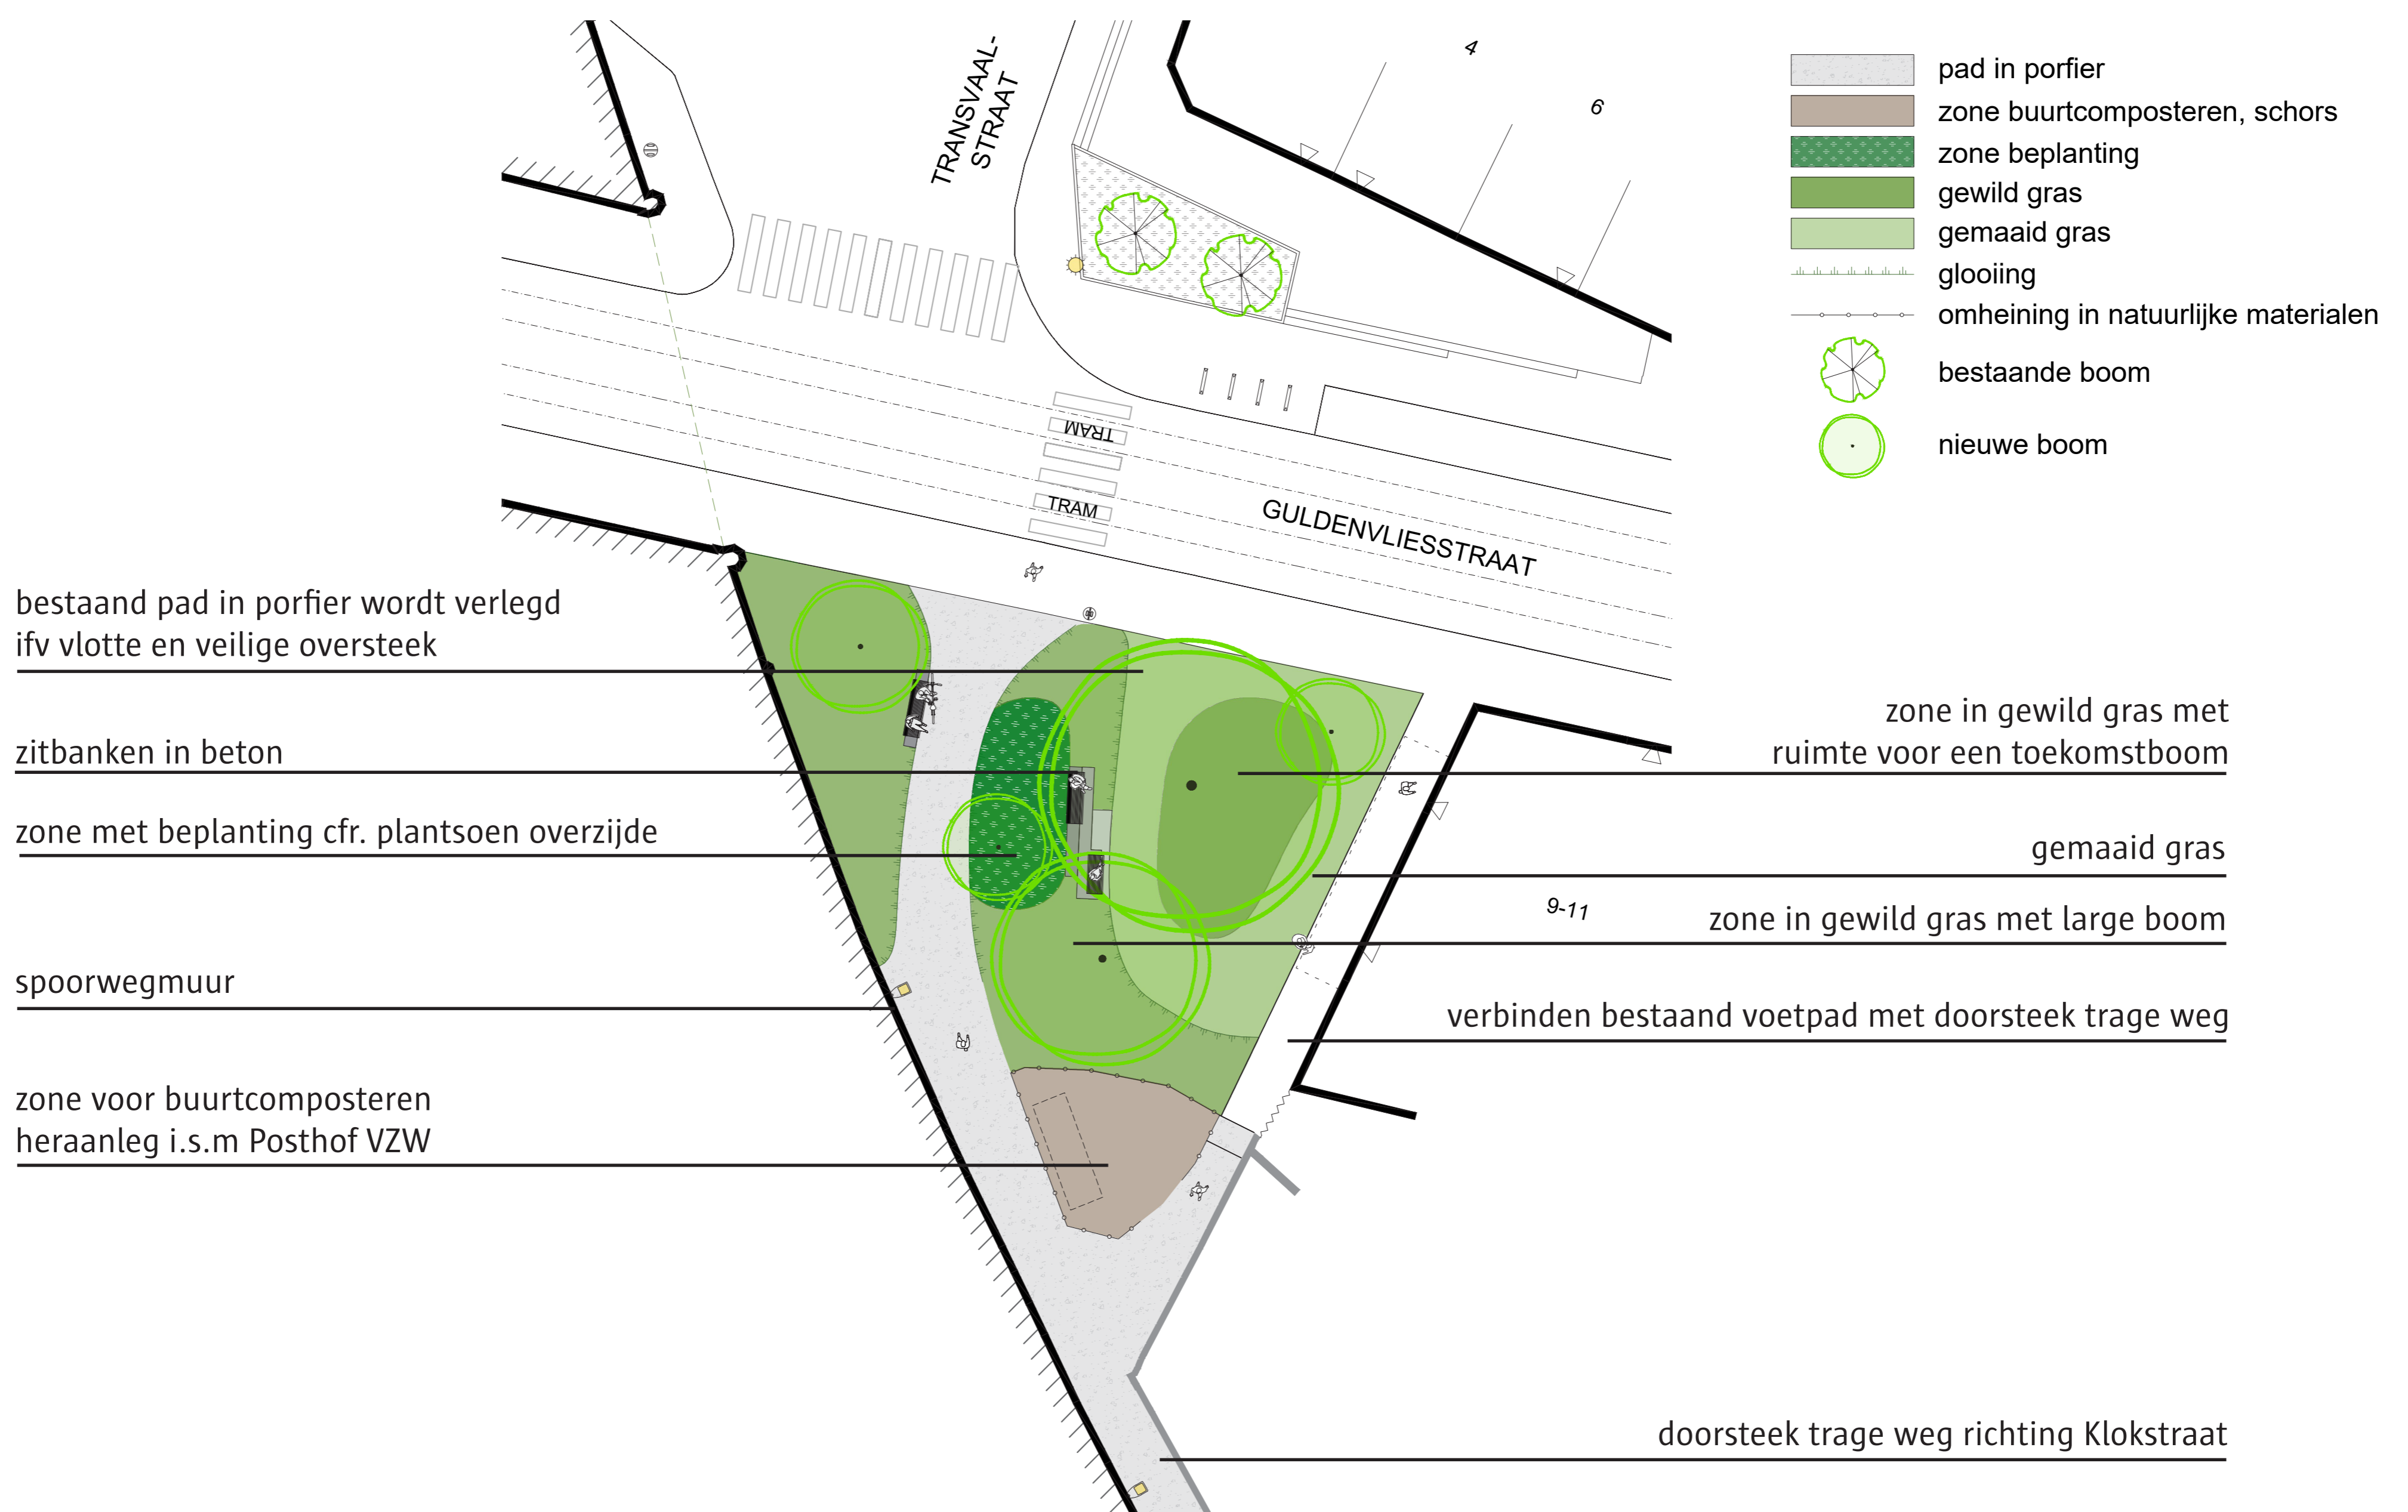 TRANSVAAL-
STRAAT
4
6
pad in porfier
zone buurtcomposteren, schors
zone beplanting
gewild gras
gemaaid gras
glooiing
omheining in natuurlijke materialen
bestaande boom
nieuwe boom
TRAM
TRAM
GULDENVLIESSTRAAT
bestaand pad in porfier wordt verlegd
ifv vlotte en veilige oversteek
zitbanken in beton
zone met beplanting cfr. plantsoen overzijde
spoorwegmuur
zone voor buurtcomposteren
heraanleg i.s.m Posthof VZW
zone in gewild gras met
ruimte voor een toekomstboom
gemaaid gras
9-11
zone in gewild gras met large boom
verbinden bestaand voetpad met doorsteek trage weg
doorsteek trage weg richting Klokstraat